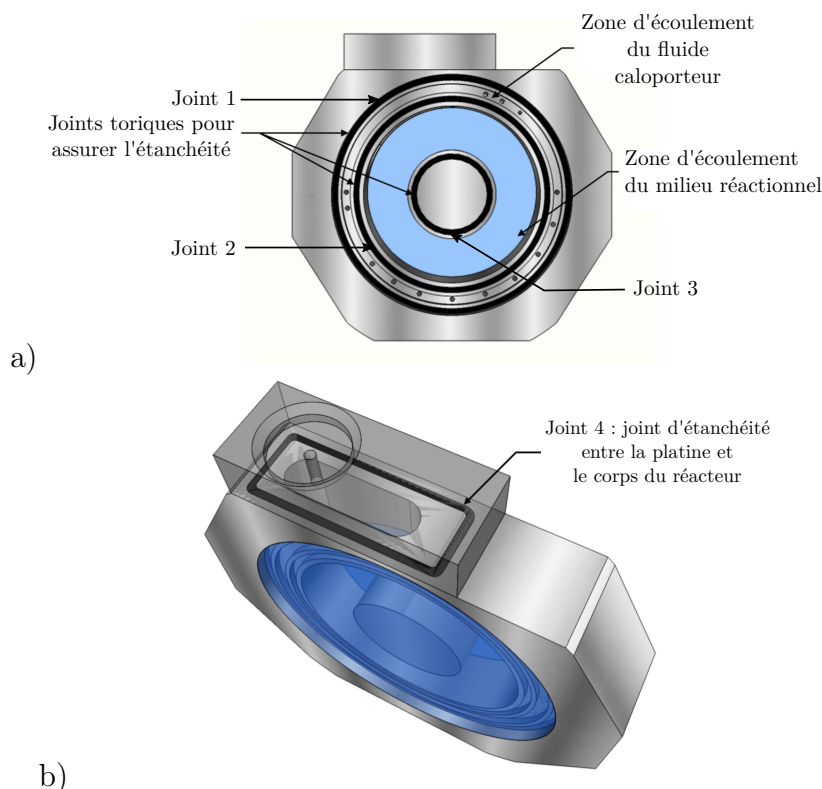 Zone d'écoulement
du fluide
caloporteur
Joint 1
Joints toriques pour
assurer l'étanchéité
Zone d'écoulement
du milieu réactionnel
Joint 2
Joint 3
a)
Joint 4 : joint d'étanchéité
entre la platine et
le corps du réacteur
b)